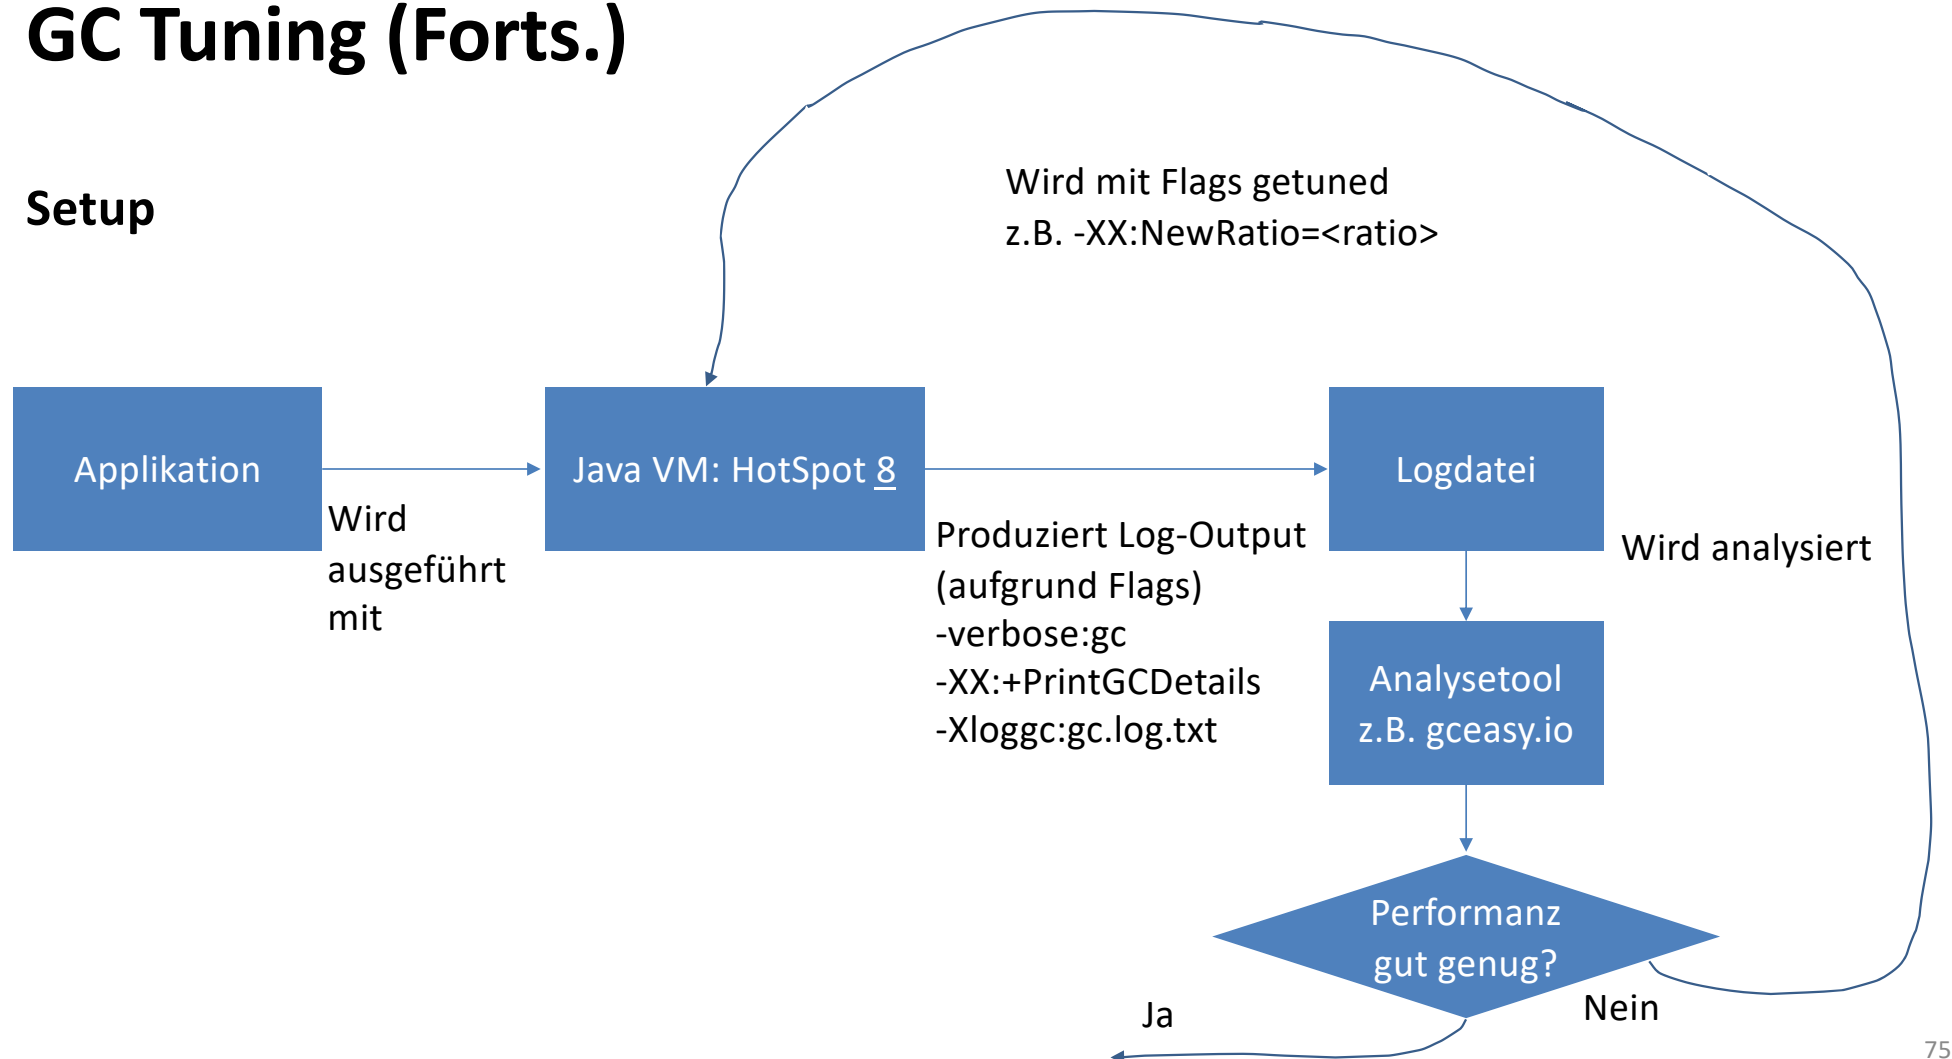 GC Tuning (Forts.)
Setup
Wird mit Flags getuned
z.B. -XX:NewRatio=<ratio>
Applikation
Wird
ausgeführt
mit
Java VM: HotSpot 8
Produziert Log-Output
(aufgrund Flags)
-verbose:gc
-XX:+PrintGCDetails
-Xloggc:gc.log.txt
Logdatei
Wird analysiert
Analysetool
z.B. gceasy.io
Performanz
gut genug?
Ja
Nein
75